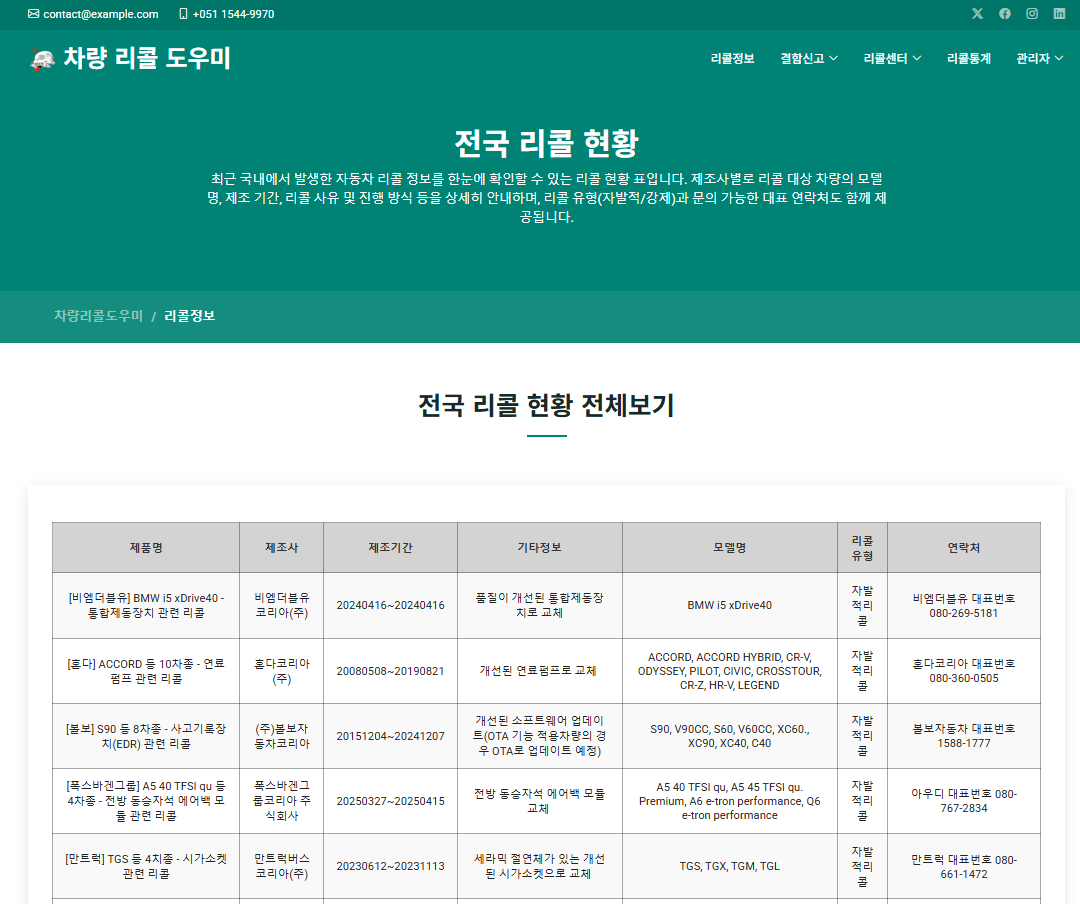 contact@example.com +051 1544-9970
차량 리콜 도우미
리콜정보 결함신고 리콜센터 리콜통계 관리자
전국 리콜 현황
최근 국내에서 발생한 자동차 리콜 정보를 한눈에 확인할 수 있는 리콜 현황 표입니다. 제조사별로 리콜 대상 차량의 모델
명, 제조 기간, 리콜 사유 및 진행 방식 등을 상세히 안내하며, 리콜 유형(자발적/강제)과 문의 가능한 대표 연락처도 함께 제
공됩니다.
차량리콜도우미 / 리콜정보
전국 리콜 현황 전체보기
제품명
제조사
제조기간
기타정보
모델명
리콜
유형
연락처
[비엠더블유] BMW i5 xDrive40 -
통합제동장치 관련 리콜
비엠더블유
코리아(주)
20240416~20240416
품질이 개선된 통합제동장
치로 교체
BMW i5 xDrive40
자발
적리
콜
비엠더블유 대표번호
080-269-5181
[혼다] ACCORD 등 10차종 - 연료
펌프 관련 리콜
혼다코리아
(주)
20080508~20190821
개선된 연료펌프로 교체
ACCORD, ACCORD HYBRID, CR-V,
ODYSSEY, PILOT, CIVIC, CROSSTOUR,
CR-Z, HR-V, LEGEND
자발
적리
콜
혼다코리아 대표번호
080-360-0505
[볼보] S90 등 8차종 - 사고기록장
치(EDR) 관련 리콜
(주)볼보자
동차코리아
20151204~20241207
개선된 소프트웨어 업데이
트(OTA 기능 적용차량의 경
우 OTA로 업데이트 예정)
S90, V90CC, S60, V60CC, XC60.,
XC90, XC40, C40
자발
적리
콜
볼보자동차 대표번호
1588-1777
[폭스바겐그룹] A5 40 TFSI qu 등
4차종 - 전방 동승자석 에어백 모
듈 관련 리콜
폭스바겐그
룹코리아 주
식회사
20250327~20250415
전방 동승자석 에어백 모듈
교체
A5 40 TFSI qu, A5 45 TFSI qu.
Premium, A6 e-tron performance, Q6
e-tron performance
자발
적리
콜
아우디 대표번호 080-
767-2834
[만트럭] TGS 등 4치종 - 시가소켓
관련 리콜
만트럭버스
코리아(주)
20230612~20231113
세라믹 절연체가 있는 개선
된 시가소켓으로 교체
TGS, TGX, TGM, TGL
자발
적리
콜
만트럭 대표번호 080-
661-1472